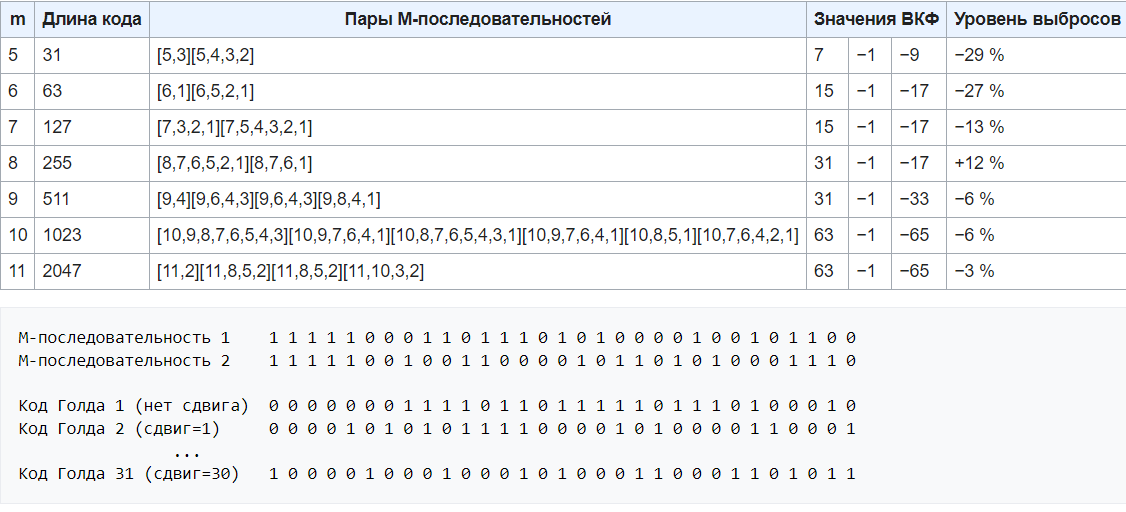 m Длина кода Пары М-последовательностей Значения ВКФ Уровень выбросов
5 31 [5,3][5,4,3,2] 7 −1 −9 −29 %
6 63 [6,1][6,5,2,1] 15 −1 −17 −27 %
7 127 [7,3,2,1][7,5,4,3,2,1] 15 −1 −17 −13 %
8 255 [8,7,6,5,2,1][8,7,6,1] 31 −1 −17 +12 %
9 511 [9,4][9,6,4,3][9,6,4,3][9,8,4,1] 31 −1 −33 −6 %
10 1023 [10,9,8,7,6,5,4,3][10,9,7,6,4,1][10,8,7,6,5,4,3,1][10,9,7,6,4,1][10,8,5,1][10,7,6,4,2,1] 63 −1 −65 −6 %
11 2047 [11,2][11,8,5,2][11,8,5,2][11,10,3,2] 63 −1 −65 −3 %
М-последовательность 1 1 1 1 1 1 0 0 0 1 1 0 1 1 1 0 1 0 1 0 0 0 0 1 0 0 1 0 1 1 0 0
М-последовательность 2 1 1 1 1 1 0 0 1 0 0 1 1 0 0 0 0 1 0 1 1 0 1 0 1 0 0 0 1 1 1 0
Код Голда 1 (нет сдвига) 0 0 0 0 0 0 0 1 1 1 1 0 1 1 0 1 1 1 1 1 0 1 1 1 0 1 0 0 0 1 0
Код Голда 2 (сдвиг=1) 0 0 0 0 1 0 1 0 1 0 1 1 1 1 0 0 0 0 1 0 1 0 0 0 0 1 1 0 0 0 1
...
Код Голда 31 (сдвиг=30) 1 0 0 0 0 1 0 0 0 1 0 0 0 1 0 1 0 0 0 1 1 0 0 0 1 1 0 1 0 1 1